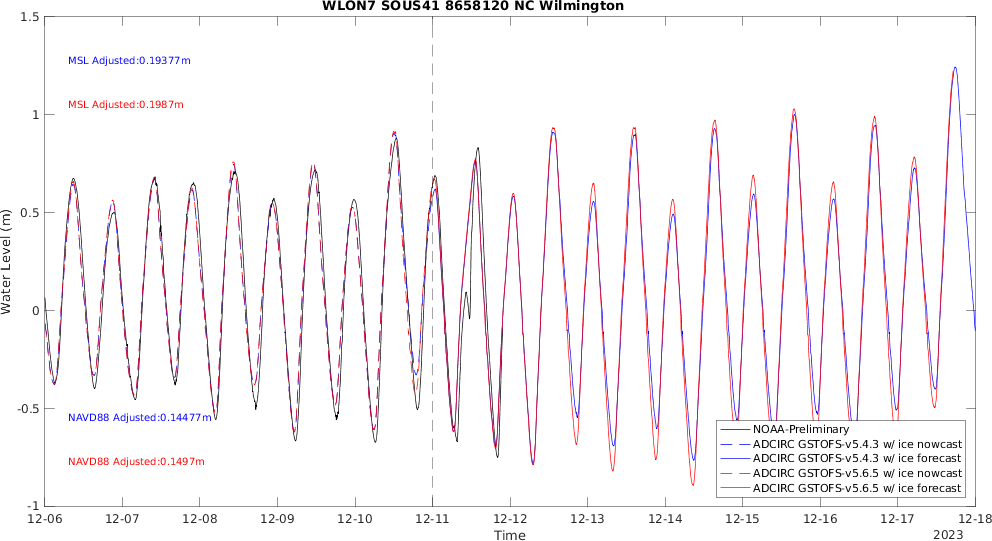 WLON7 SOUS41 8658120 NC Wilmington
1.5
MSL Adjusted:0.19377m
MSL Adjusted:0.1987m
1
0.5
Water Level (m)
0
-0.5
NAVD88 Adjusted:0.14477m
NAVD88 Adjusted:0.1497m
NOAA-Preliminary
ADCIRC GSTOFS-v5.4.3 w/ ice nowcast
ADCIRC GSTOFS-v5.4.3 w/ ice forecast
ADCIRC GSTOFS-v5.6.5 w/ ice nowcast
ADCIRC GSTOFS-v5.6.5 w/ ice forecast
-1
12-06 12-07 12-08 12-09 12-10 12-11 12-12 12-13 12-14 12-15 12-16 12-17 12-18
Time
2023